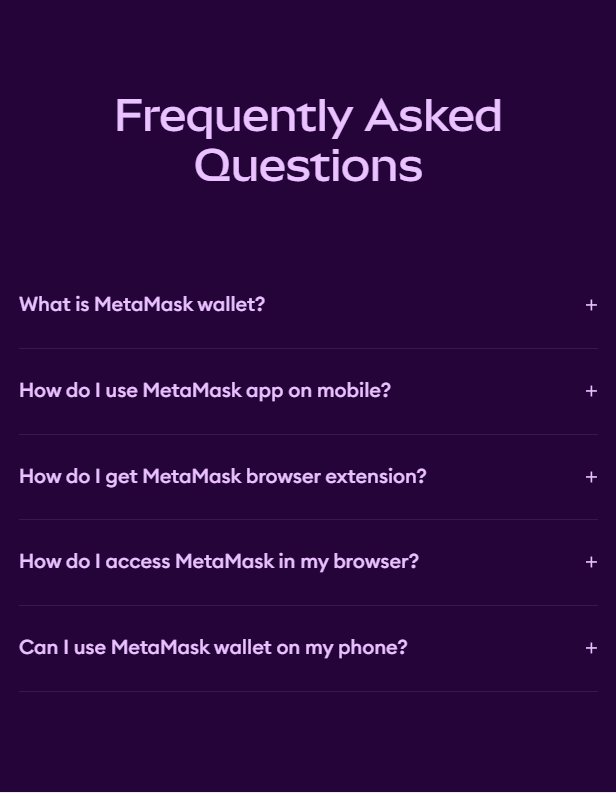 Frequently Asked
Questions
What is MetaMask wallet? +
How do I use MetaMask app on mobile? +
How do I get MetaMask browser extension? +
How do I access MetaMask in my browser? +
Can I use MetaMask wallet on my phone? +